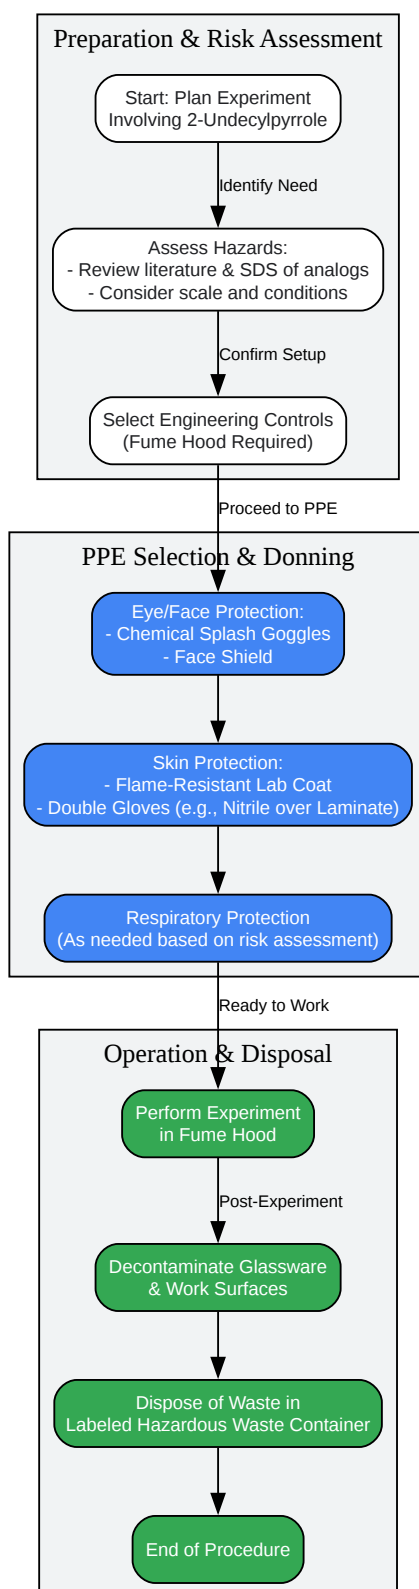 Preparation & Risk Assessment
Start: Plan Experiment
Involving 2-Undecylpyrrole
Identify Need
Assess Hazards:
- Review literature & SDS of analogs
- Consider scale and conditions
Confirm Setup
Select Engineering Controls
(Fume Hood Required)
Proceed to PPE
PPE Selection & Donning
Eye/Face Protection:
- Chemical Splash Goggles
- Face Shield
Skin Protection:
- Flame-Resistant Lab Coat
- Double Gloves (e.g., Nitrile over Laminate)
Respiratory Protection
(As needed based on risk assessment)
Ready to Work
Operation & Disposal
Perform Experiment
in Fume Hood
Post-Experiment
Decontaminate Glassware
& Work Surfaces
Dispose of Waste in
Labeled Hazardous Waste Container
End of Procedure